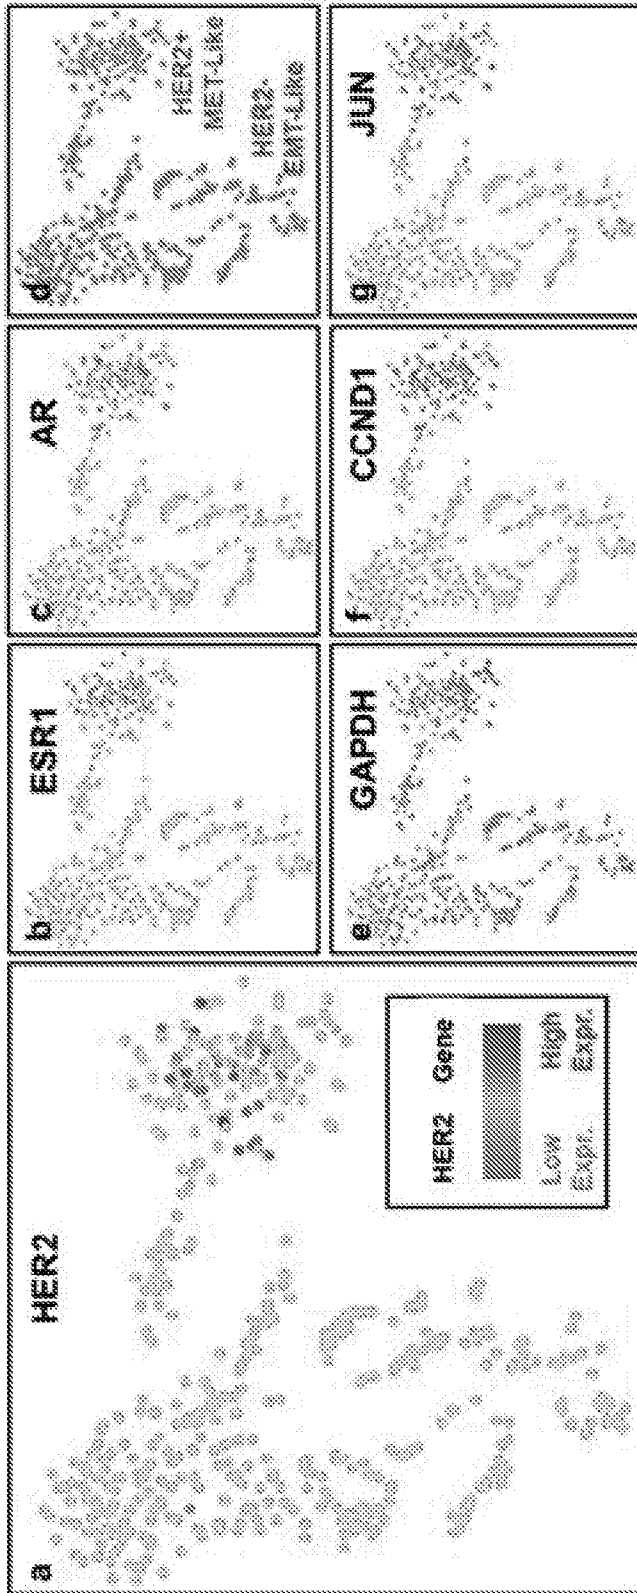 a
HER2
HER2 Gene
Low High
Expr. Expr.
b
ESR1
c
AR
d
HER2+
MET-Like
HER2-
EMT-Like
e
GAPDH
f
CCND1
g
JUN